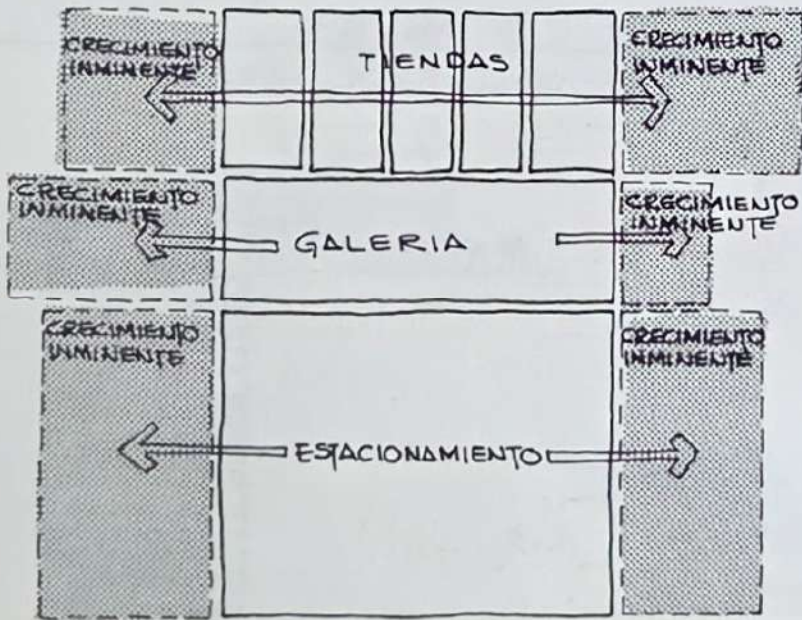 CRECIMIENTO
INMINENTE
TIENDAS
CRECIMIENTO
INMINENTE
CRECIMIENTO
INMINENTE
GALERIA
CRECIMIENTO
INMINENTE
CRECIMIENTO
INMINENTE
CRECIMIENTO
INMINENTE
ESTACIONAMIENTO